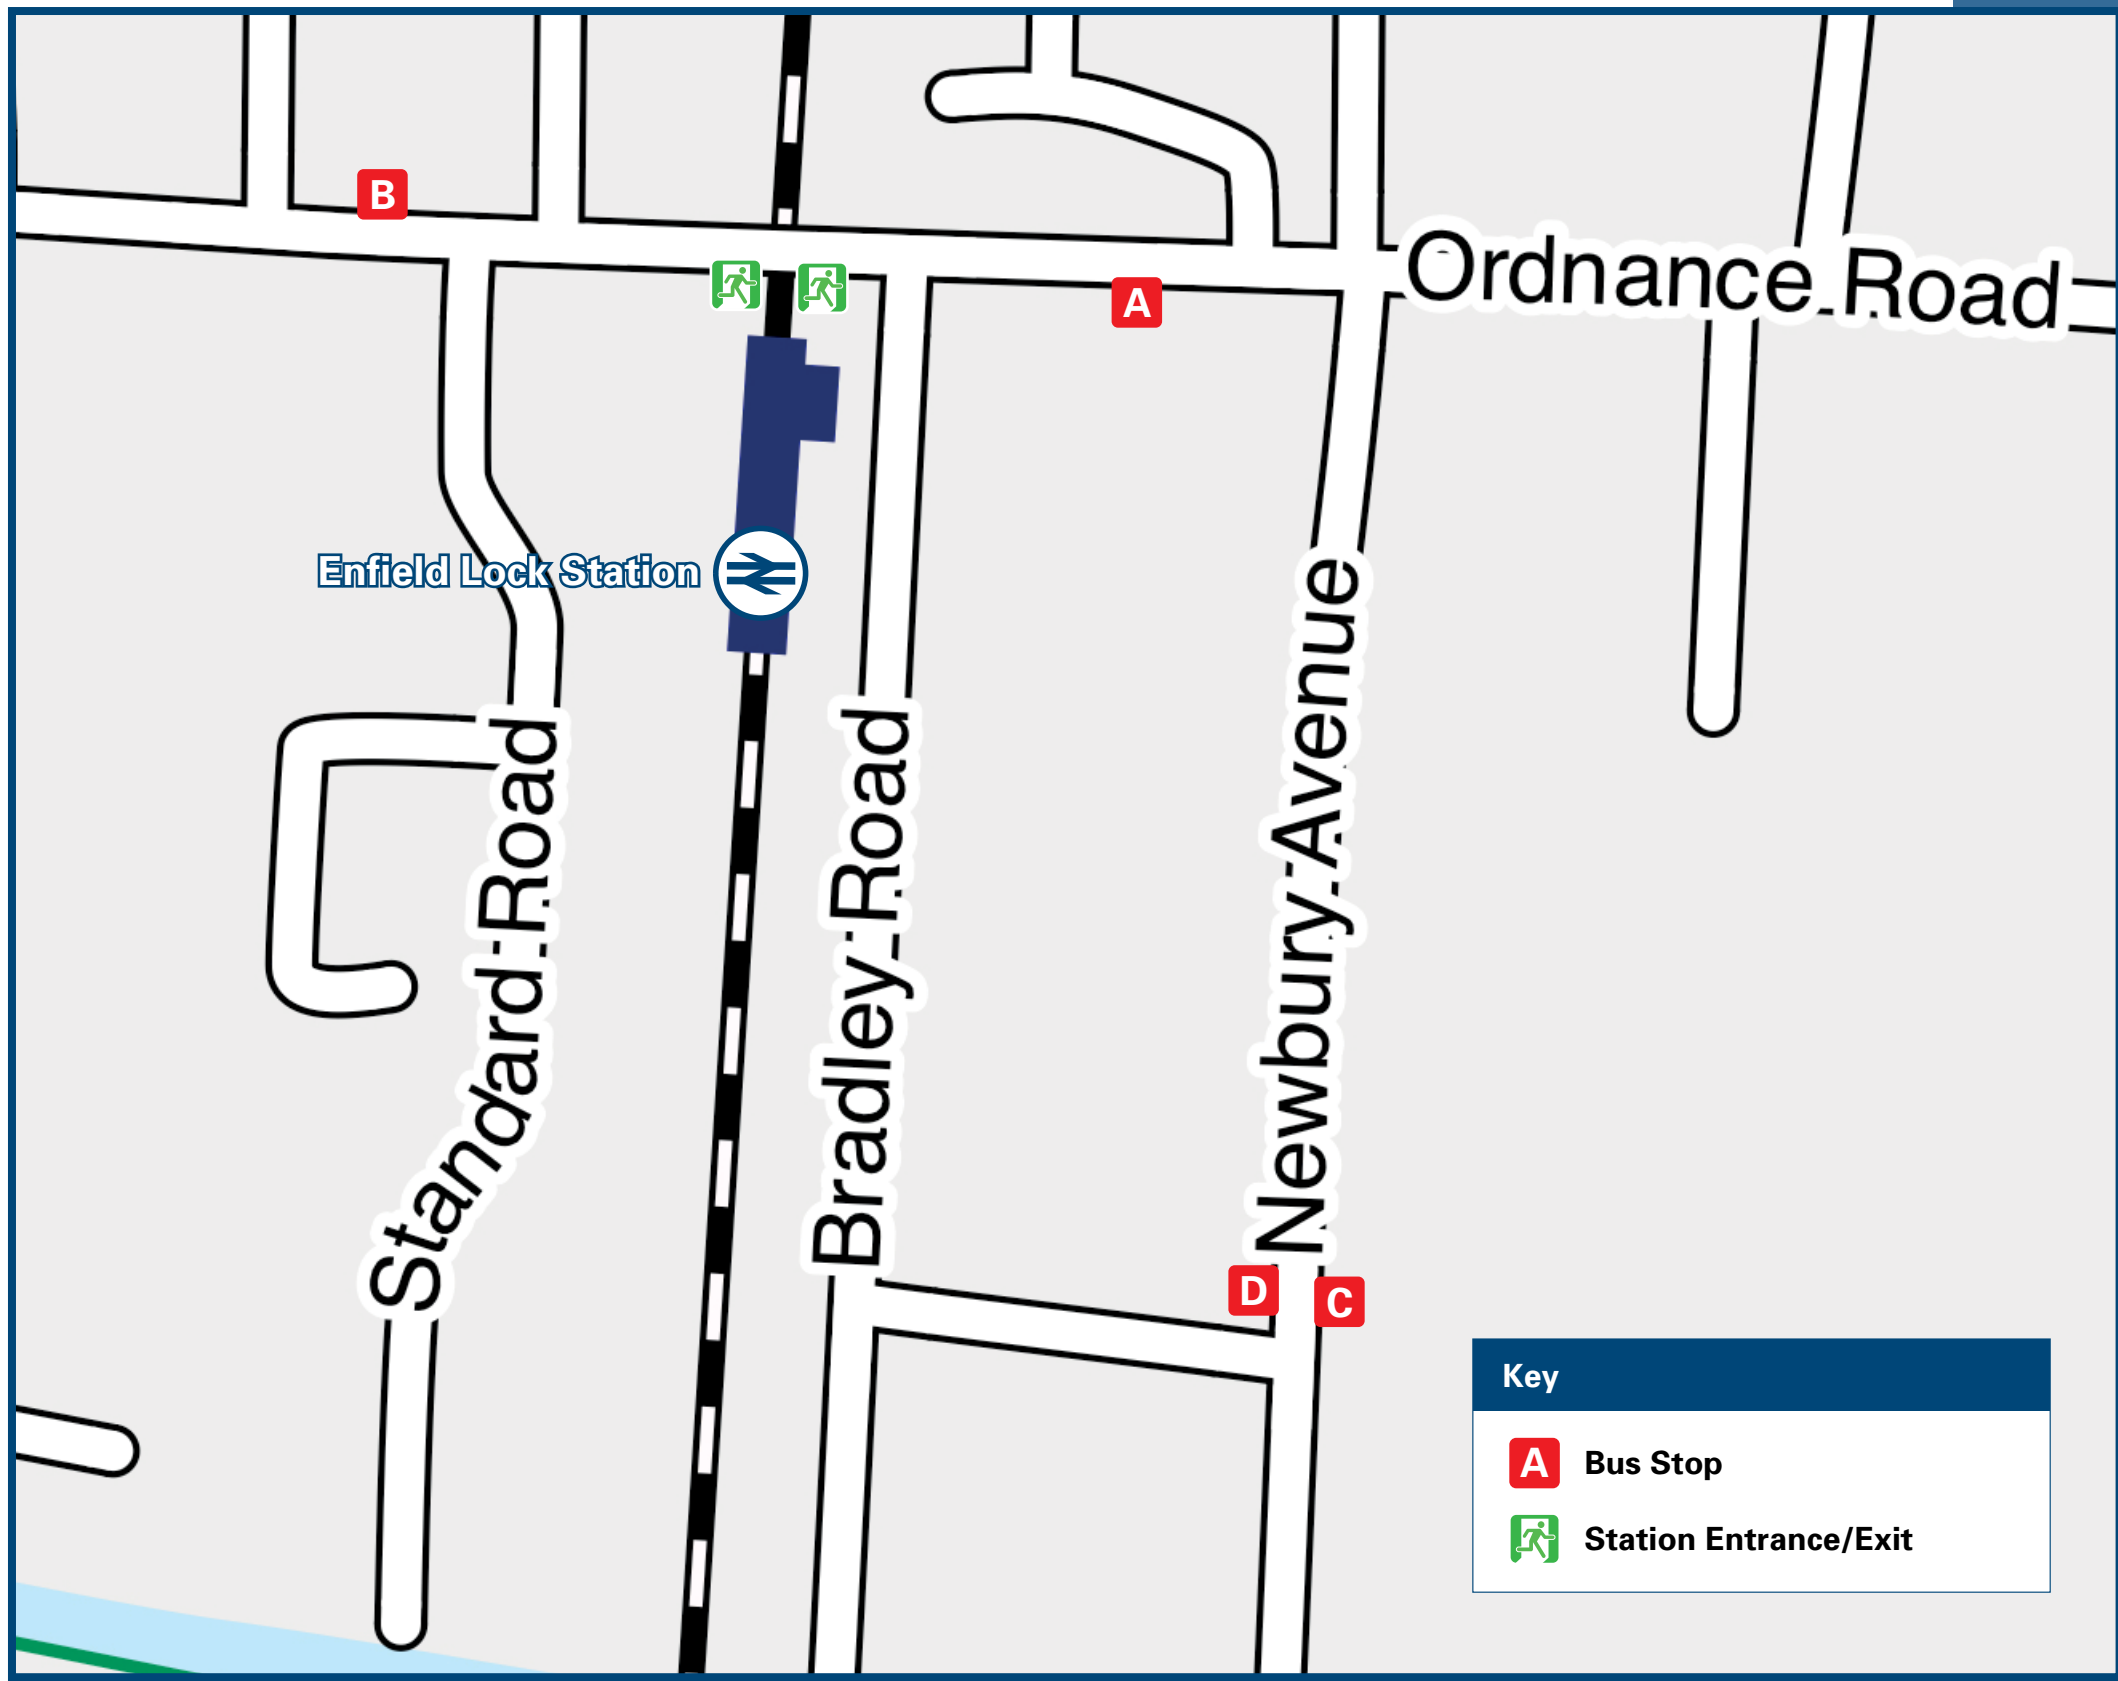 B
Ordnance Road
A
Enfield Lock Station
Standard Road
Bradley Road
Newbury Avenue
D
C
Key
A Bus Stop
Station Entrance/Exit